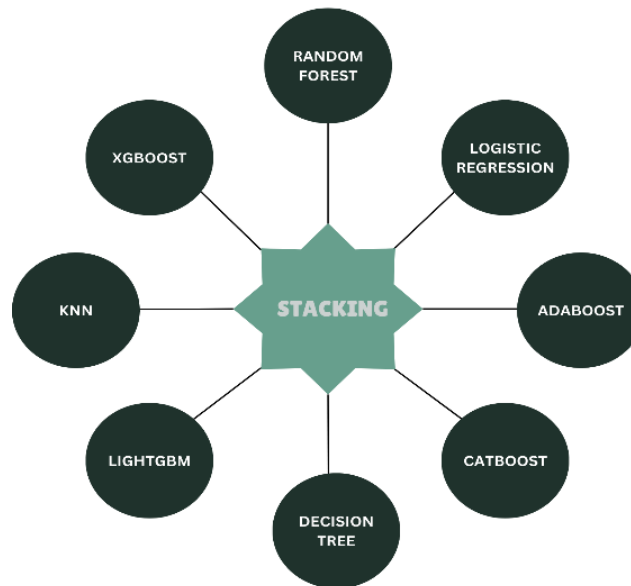 RANDOM
FOREST
XGBOOST
LOGISTIC
REGRESSION
KNN
STACKING
ADABOOST
LIGHTGBM
CATBOOST
DECISION
TREE